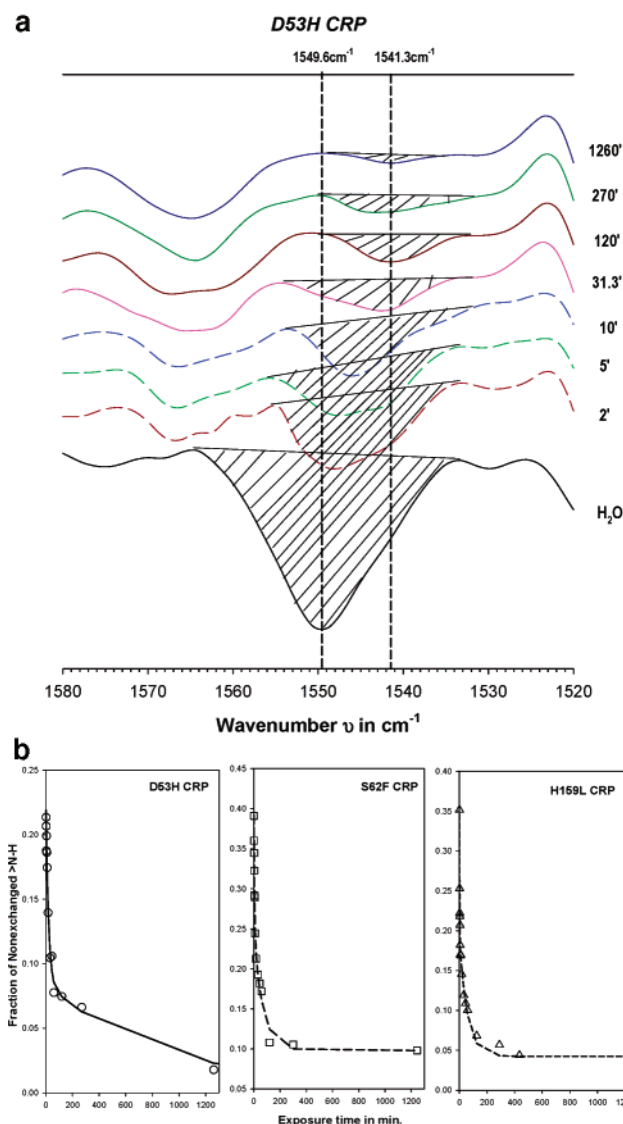 a
D53H CRP
1549.6cm-1 1541.3cm-1
1260'
270'
120'
31.3'
10'
5'
2'
H2O
1580 1570 1560 1550 1540 1530 1520
Wavenumber υ in cm-1
b
D53H CRP
0.25
0.20
0.15
0.10
0.05
0.00
Fraction of Nonexchanged >N-H
0 200 400 600 800 1000 1200
S62F CRP
0.45
0.40
0.35
0.30
0.25
0.20
0.15
0.10
0.05
0 200 400 600 800 1000 1200
H159L CRP
0.40
0.35
0.30
0.25
0.20
0.15
0.10
0.05
0.00
0 200 400 600 800 1000 1200
Exposure time in min.